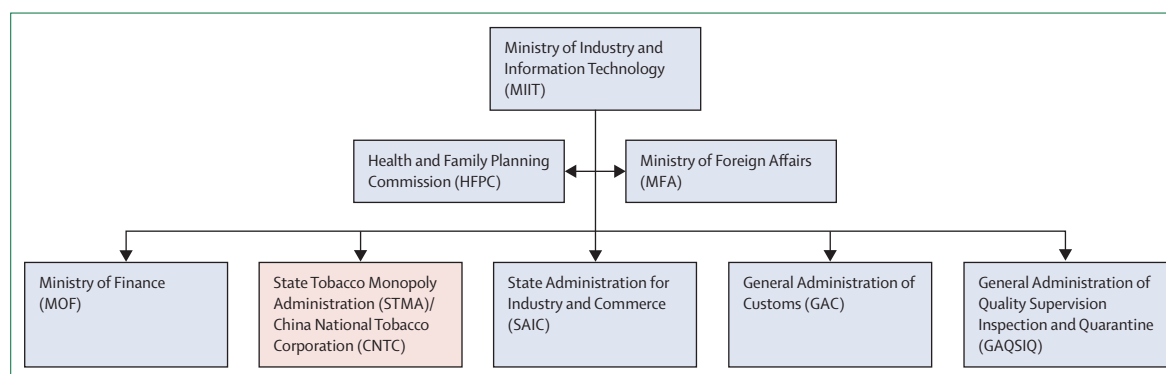 Ministry of Industry and
Information Technology
(MIIT)
Health and Family Planning
Commission (HFPC)
Ministry of Foreign Affairs
(MFA)
Ministry of Finance
(MOF)
State Tobacco Monopoly
Administration (STMA)/
China National Tobacco
Corporation (CNTC)
State Administration for
Industry and Commerce
(SAIC)
General Administration of
Customs (GAC)
General Administration of
Quality Supervision
Inspection and Quarantine
(GAQSIQ)